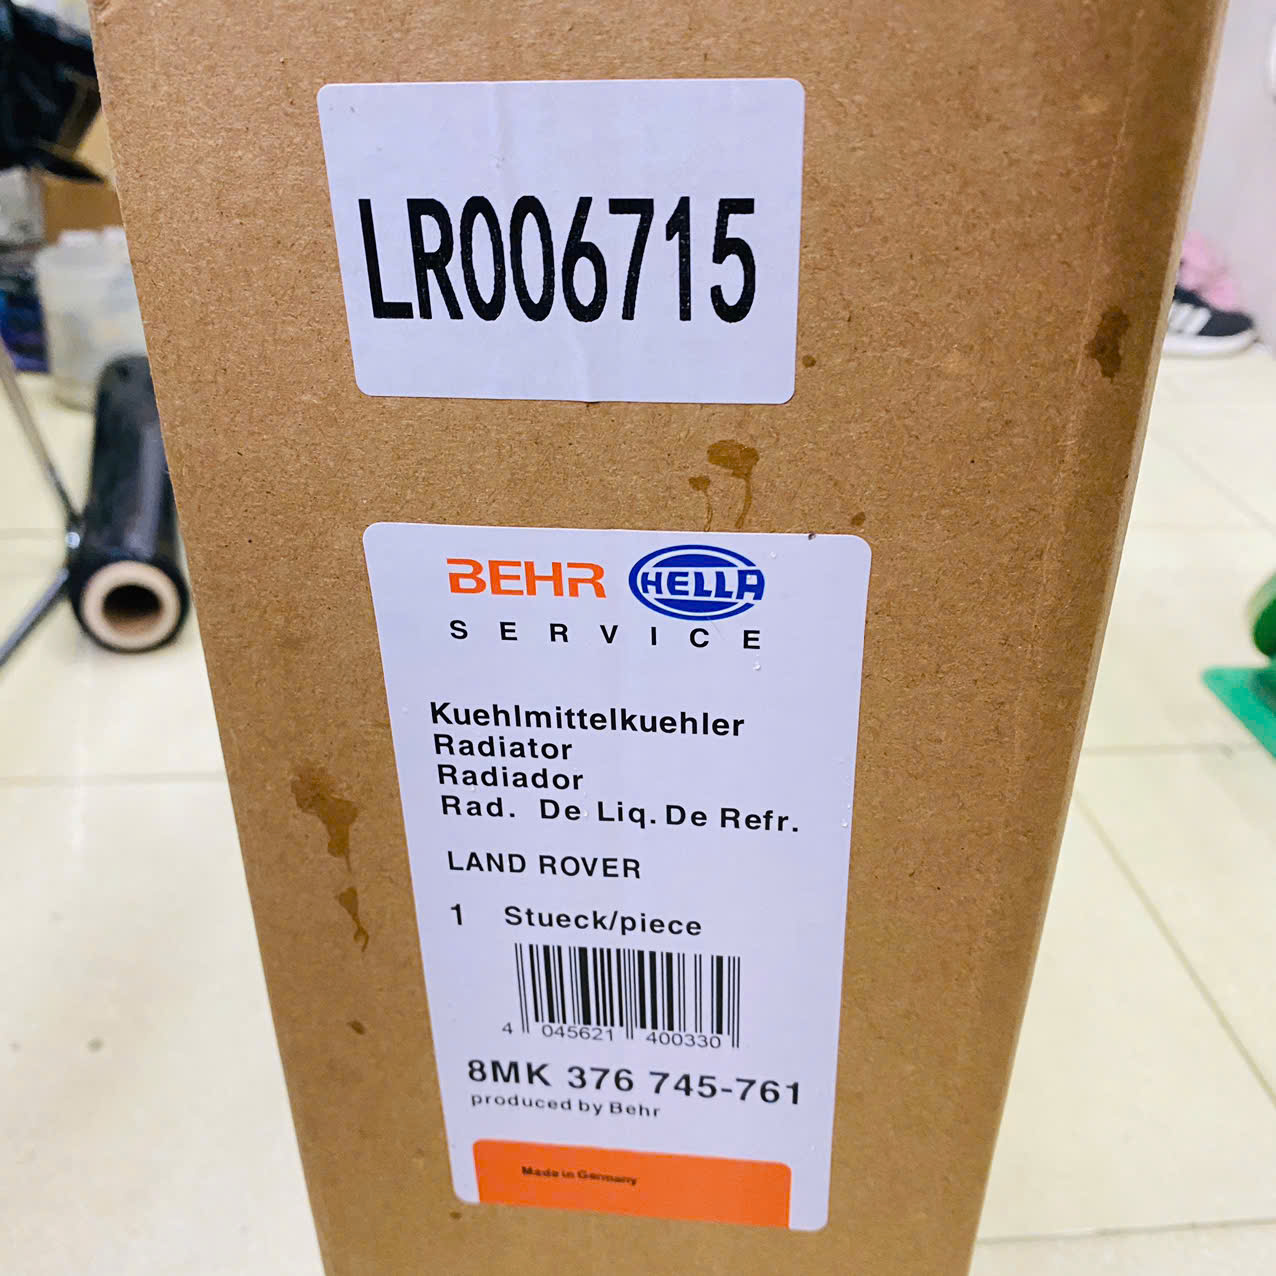 LR006715
BEHR HELLA
SERVICE
Kuehlmittelkuehler
Radiator
Radiador
Rad. De Liq. De Refr.
LAND ROVER
1 Stueck/piece
4 045621 400330
8MK 376 745-761
produced by Behr
Made in Germany